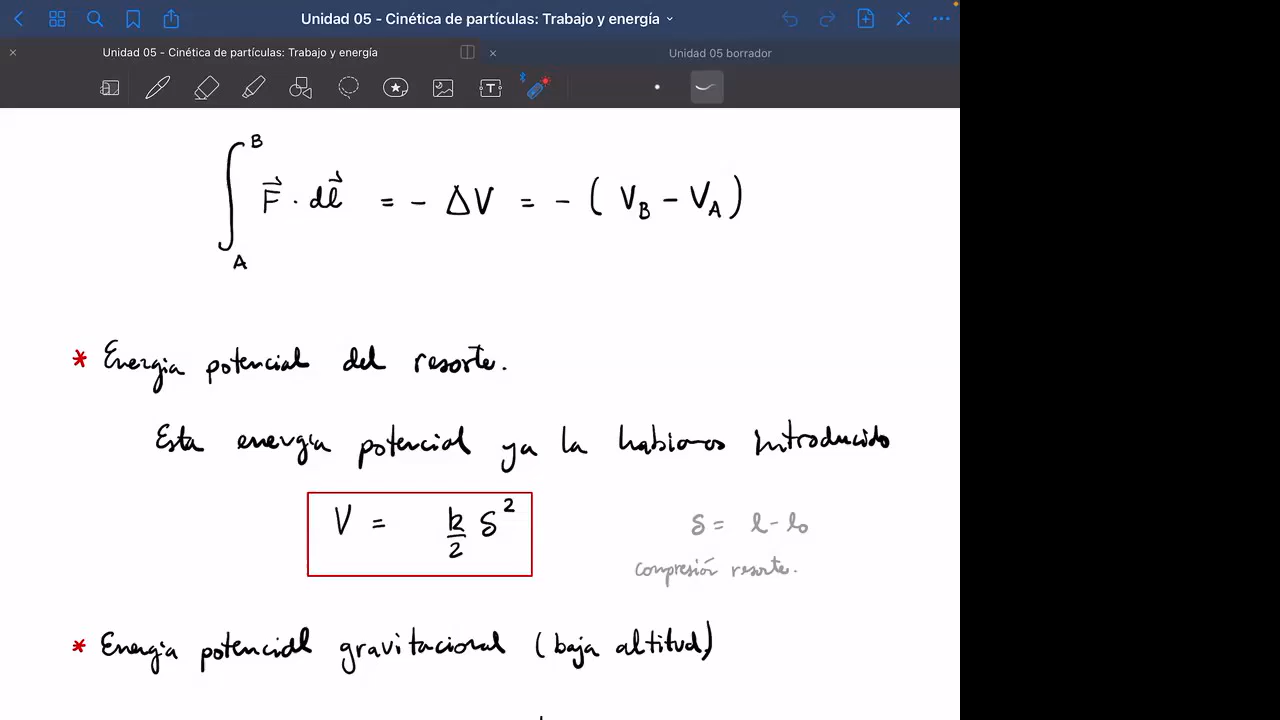 Unidad 05 - Cinética de partículas: Trabajo y energía
Unidad 05 - Cinética de partículas: Trabajo y energía
Unidad 05 borrador
∫_A^B F⃗ · dl⃗ = - ΔV = - ( V_B - V_A )
* Energia potencial del resorte.
Esta energia potencial ya la habiamos introducido
V = k/2 δ²
δ = l - l₀
compresión resorte.
* Energia potencial gravitacional (baja altitud)